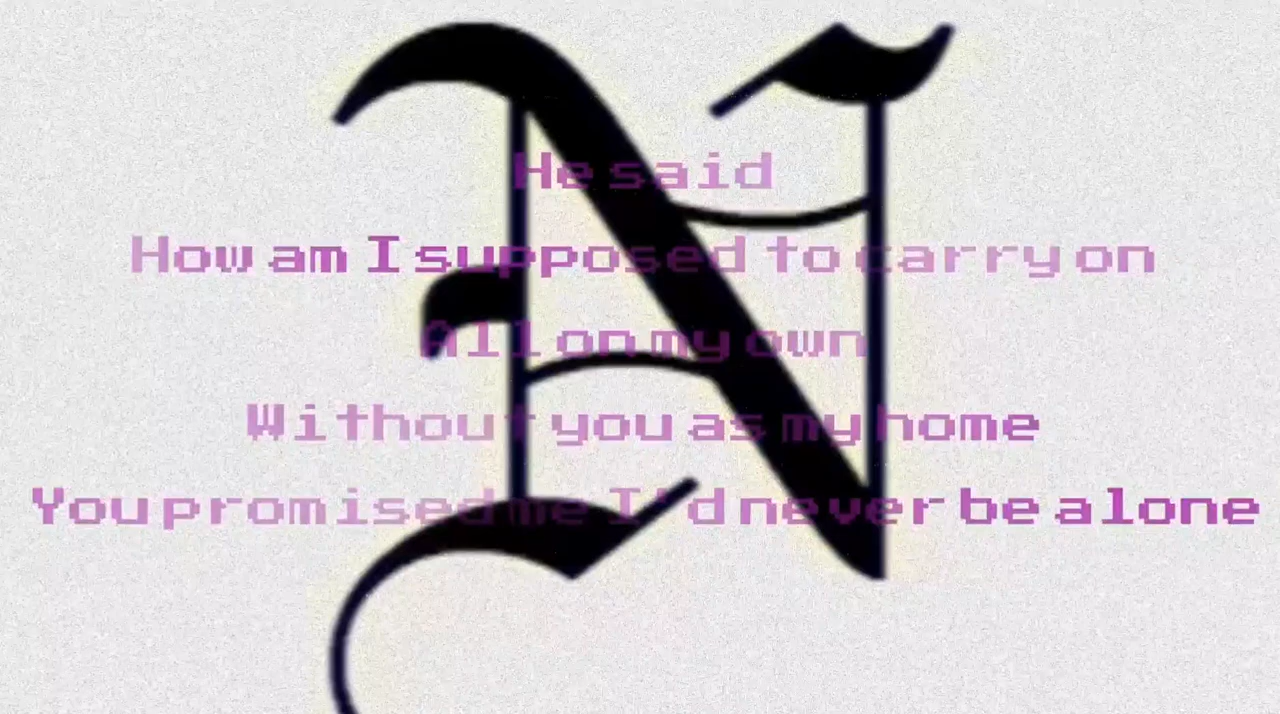 N
He said
How am I supposed to carry on
All on my own
Without you as my home
You promised me I'd never be alone